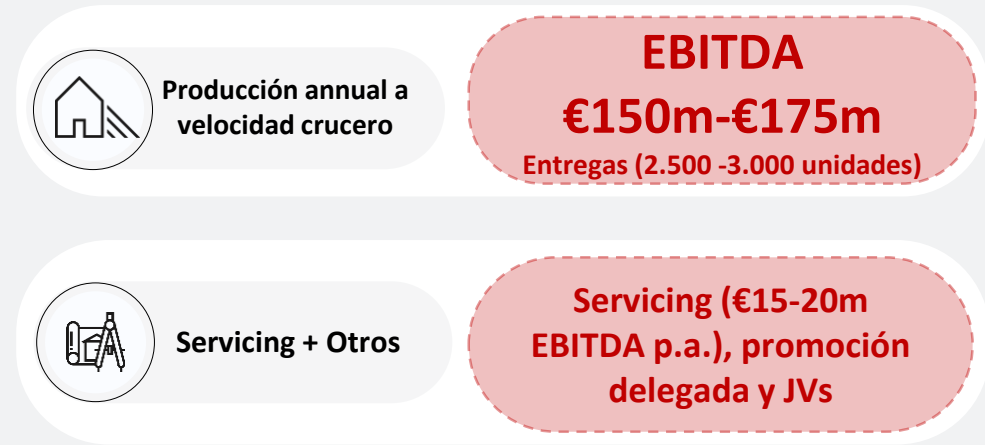 Producción annual a
velocidad crucero
EBITDA
€150m-€175m
Entregas (2.500 -3.000 unidades)
Servicing + Otros
Servicing (€15-20m
EBITDA p.a.), promoción
delegada y JVs